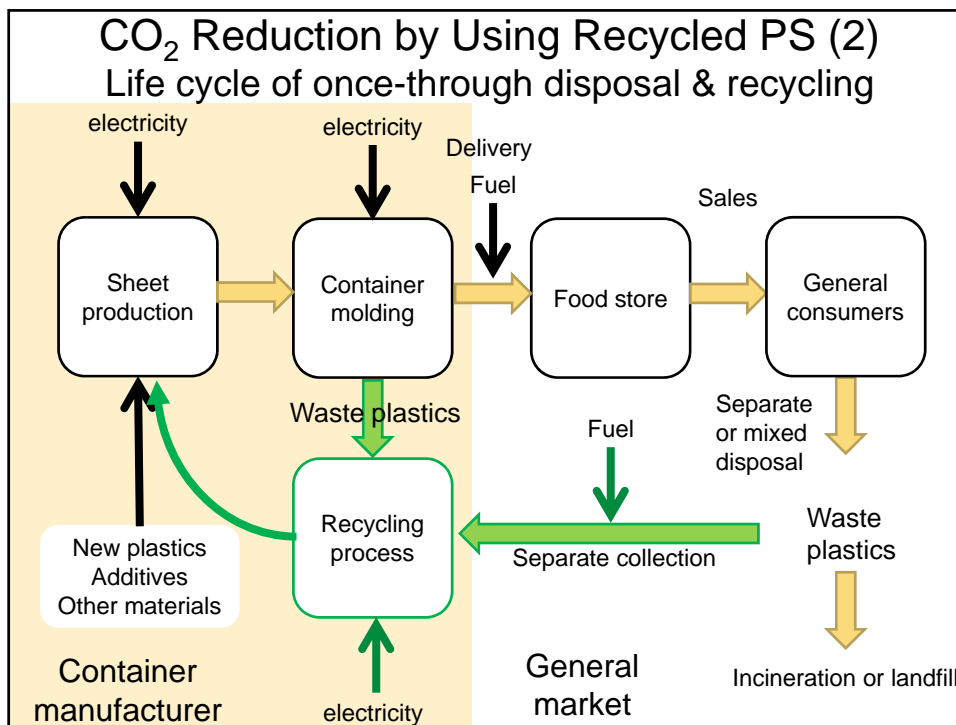 CO₂ Reduction by Using Recycled PS (2)
Life cycle of once-through disposal & recycling
electricity
electricity
Delivery
Fuel
Sales
Sheet
production
Container
molding
Food store
General
consumers
Waste plastics
Separate
or mixed
disposal
Fuel
Recycling
process
Separate collection
Waste
plastics
New plastics
Additives
Other materials
Container
manufacturer
electricity
General
market
Incineration or landfill